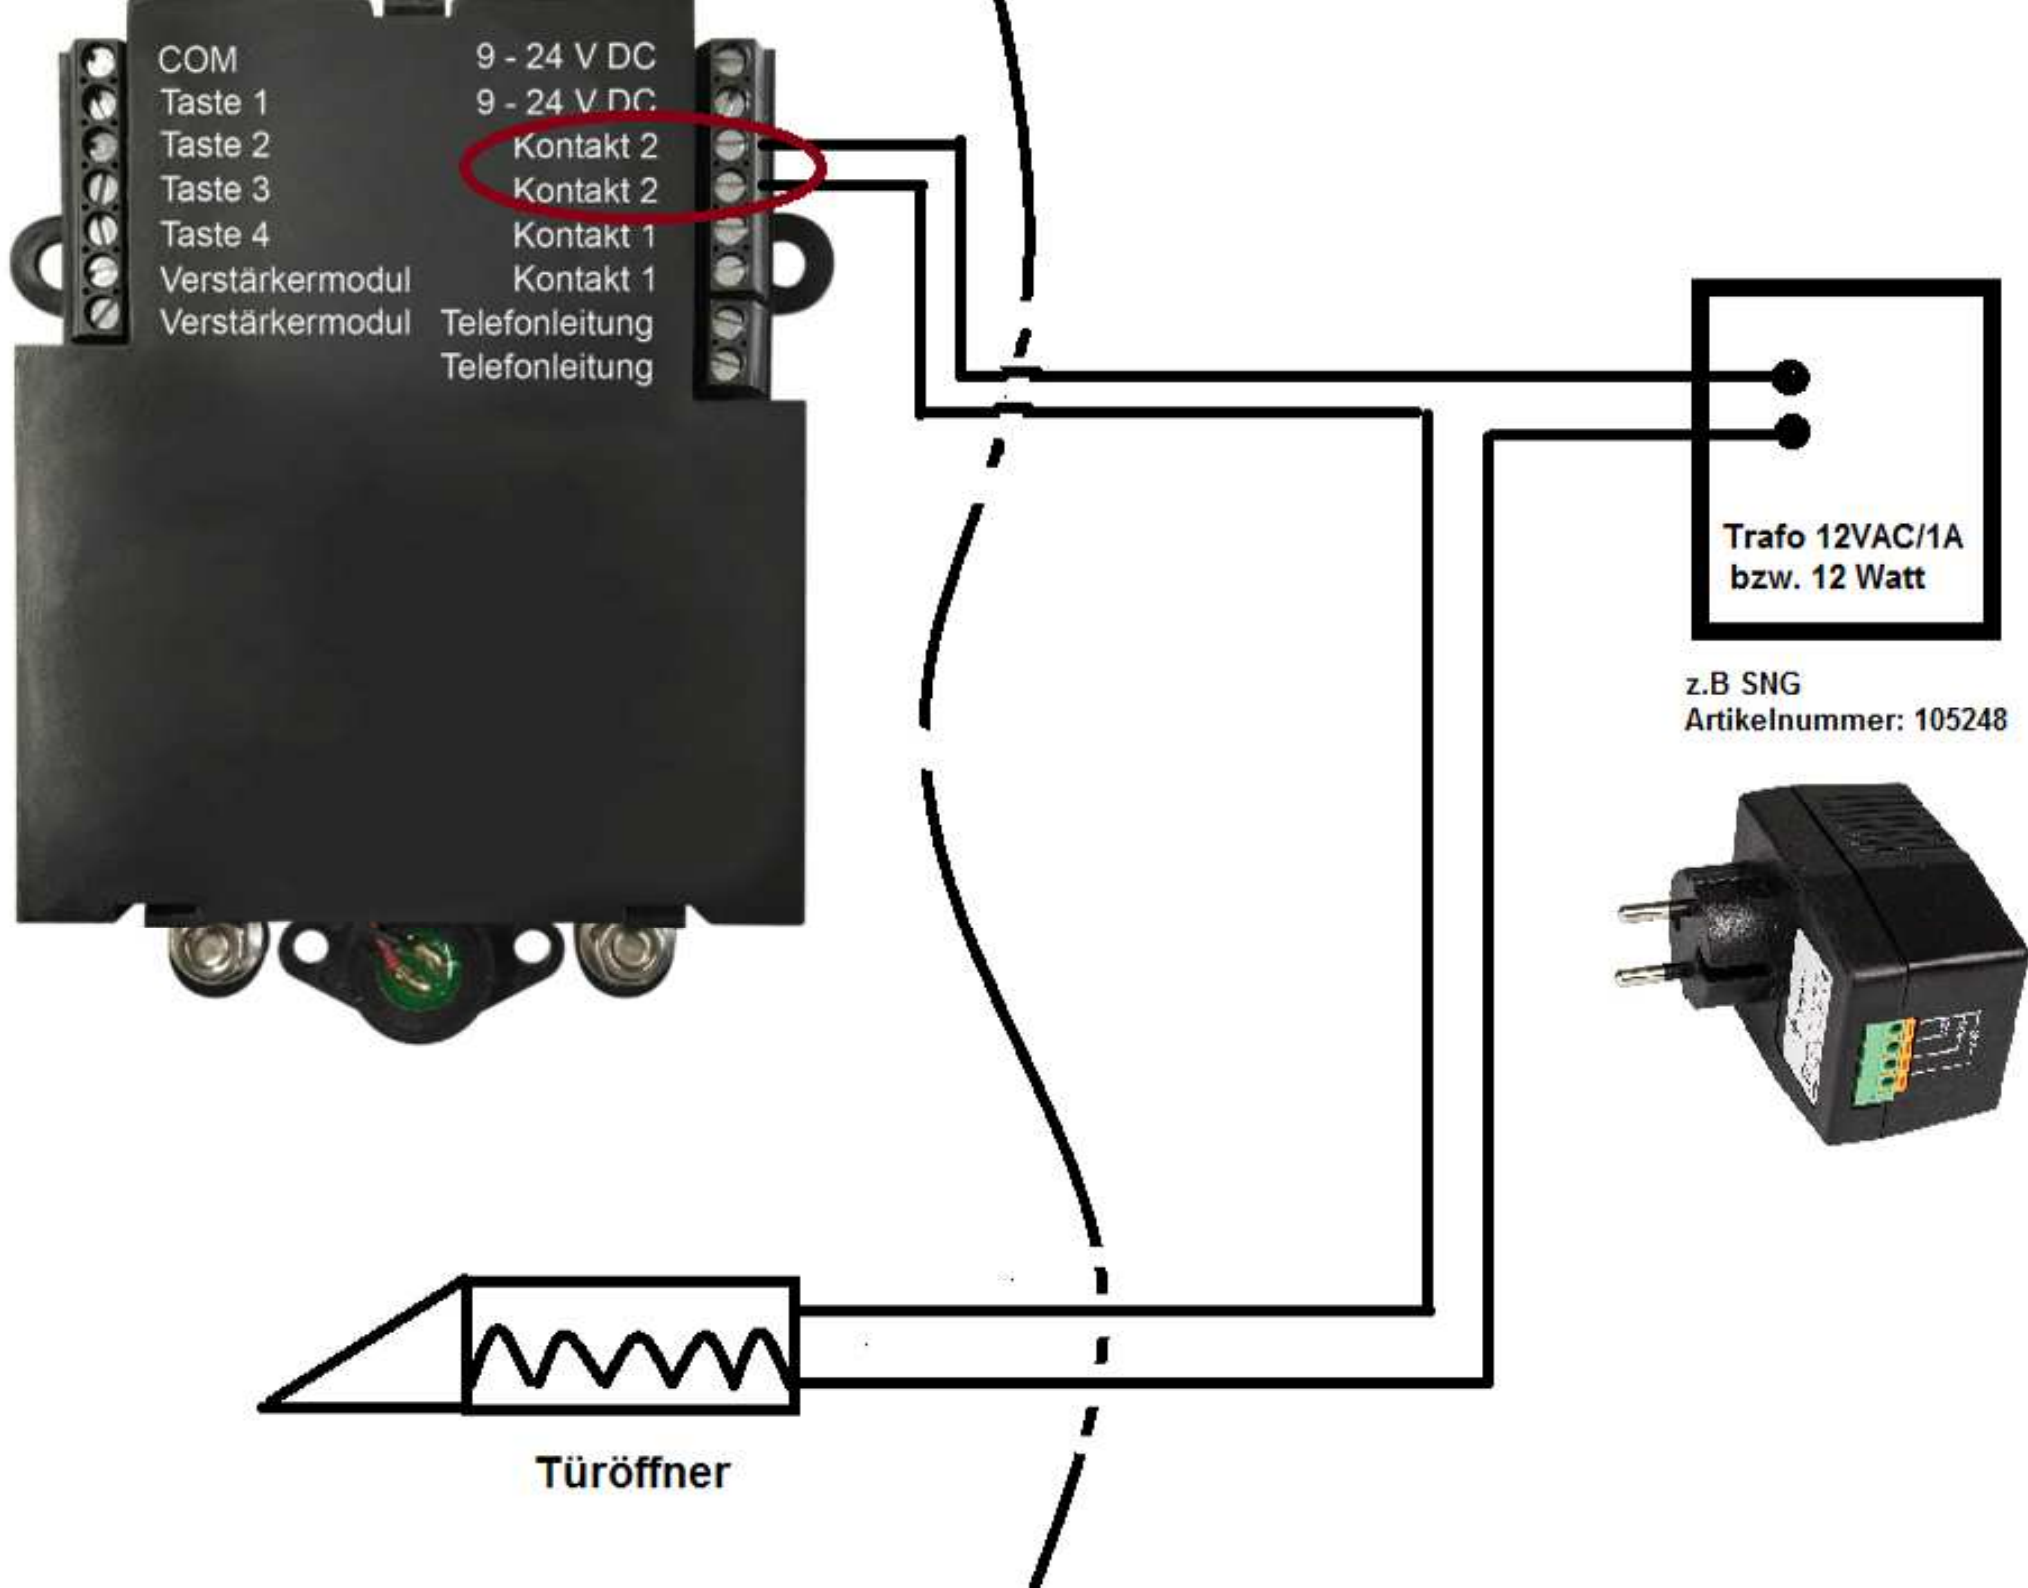 COM
Taste 1
Taste 2
Taste 3
Taste 4
Verstärkermodul
Verstärkermodul
9 - 24 V DC
9 - 24 V DC
Kontakt 2
Kontakt 2
Kontakt 1
Kontakt 1
Telefonleitung
Telefonleitung
Trafo 12VAC/1A
bzw. 12 Watt
z.B SNG
Artikelnummer: 105248
Türöffner